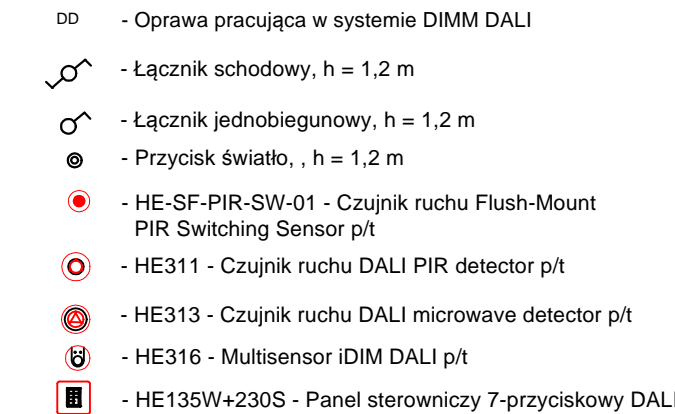 DD - Oprawa pracująca w systemie DIMM DALI
- Łącznik schodowy, h = 1,2 m
- Łącznik jednobiegunowy, h = 1,2 m
- Przycisk światło, , h = 1,2 m
- HE-SF-PIR-SW-01 - Czujnik ruchu Flush-Mount
PIR Switching Sensor p/t
- HE311 - Czujnik ruchu DALI PIR detector p/t
- HE313 - Czujnik ruchu DALI microwave detector p/t
- HE316 - Multisensor iDIM DALI p/t
- HE135W+230S - Panel sterowniczy 7-przyciskowy DALI